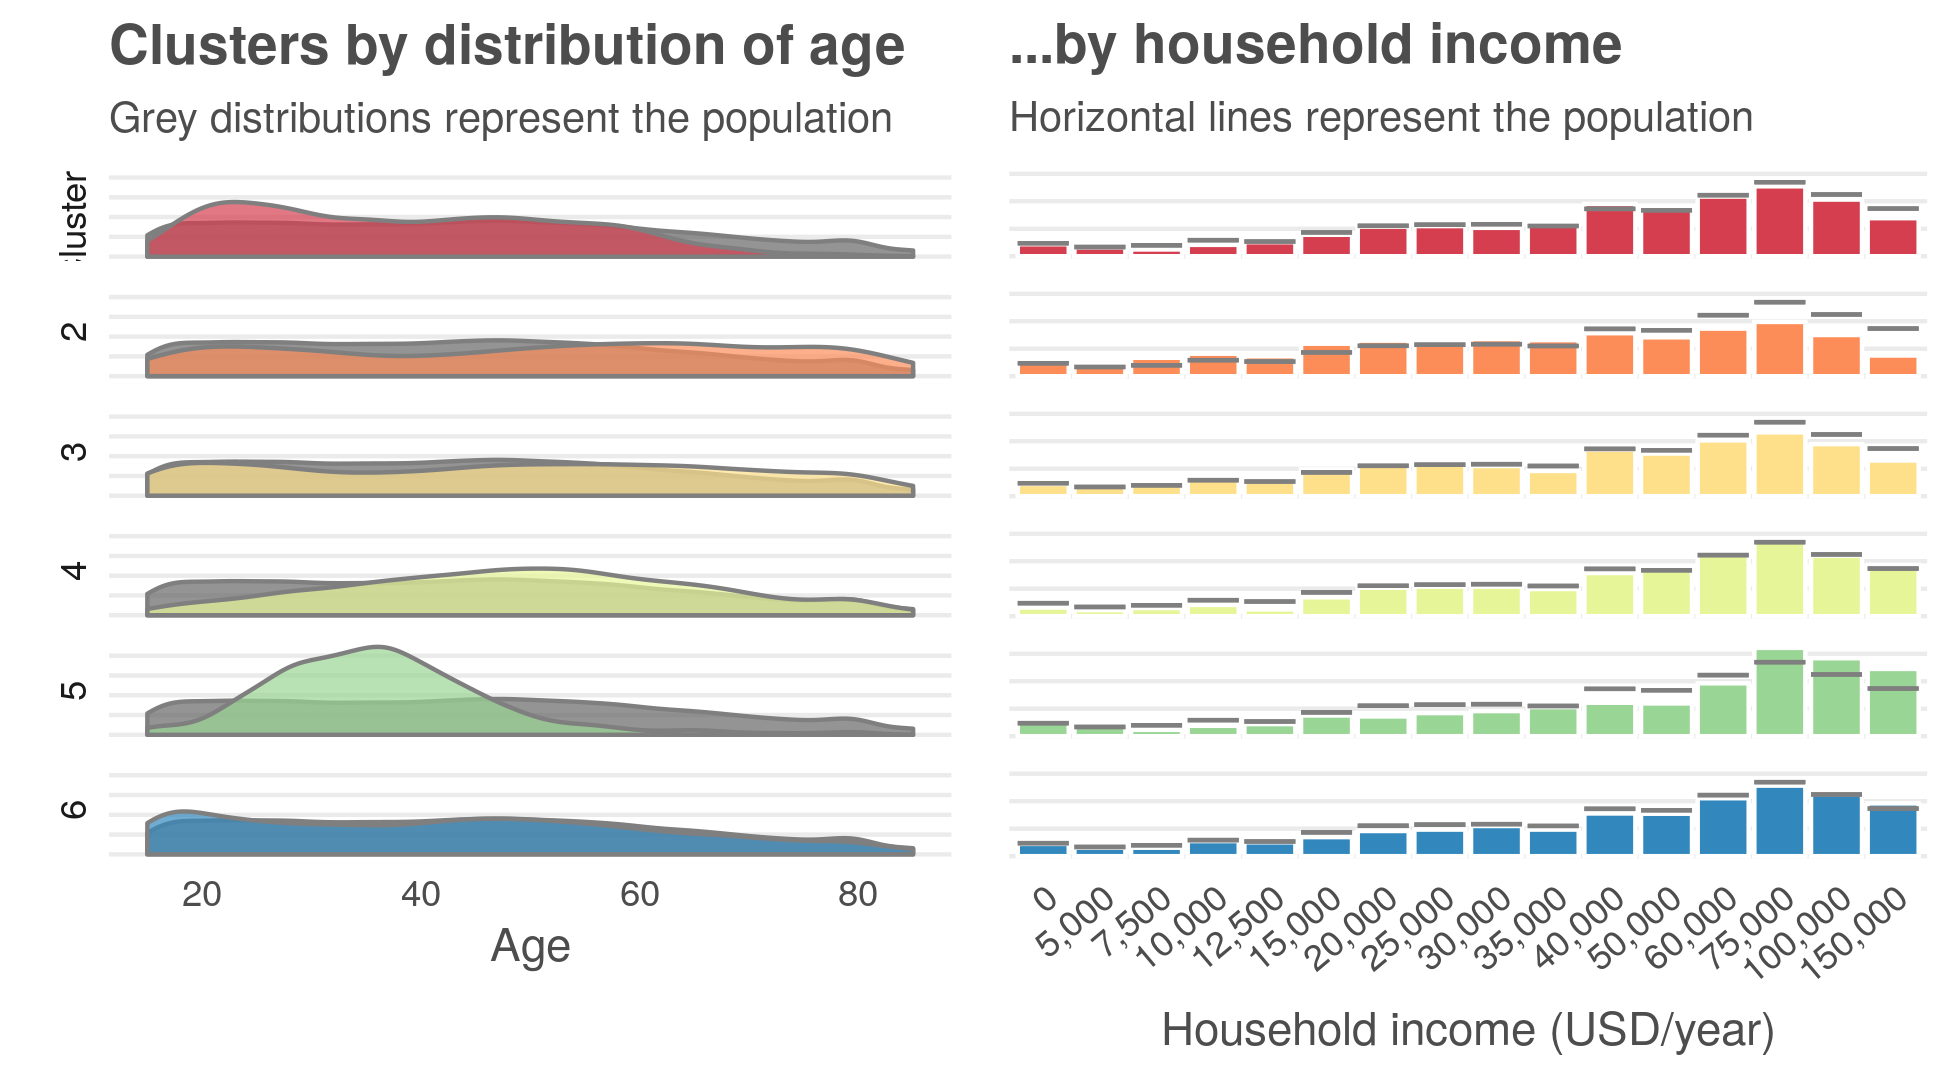 Clusters by distribution of age
Grey distributions represent the population
2
3
4
5
6
20 40 60 80
Age
...by household income
Horizontal lines represent the population
0 5,000 7,500 10,000 12,500 15,000 20,000 25,000 30,000 35,000 40,000 50,000 60,000 75,000 100,000 150,000
Household income (USD/year)